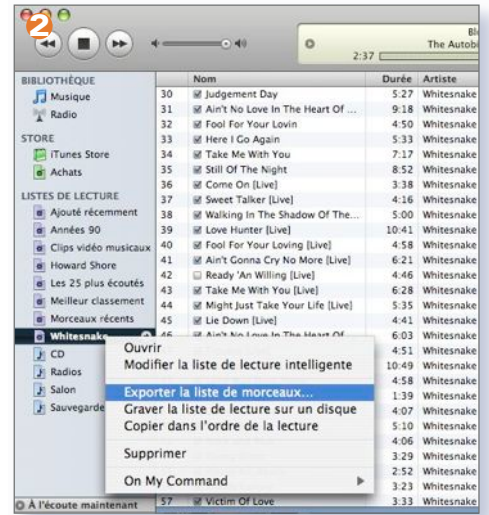 2
Bl
The Autobi
2:37
BIBLIOTHÈQUE
Musique
Radio
STORE
iTunes Store
Achats
LISTES DE LECTURE
Ajouté récemment
Années 90
Clips vidéo musicaux
Howard Shore
Les 25 plus écoutés
Meilleur classement
Morceaux récents
Whitesnake
CD
Radios
Salon
Sauvegarde
À l'écoute maintenant
Nom Durée Artiste
30 Judgement Day 5:27 Whitesnake
31 Ain't No Love In The Heart Of ... 9:18 Whitesnake
32 Fool For Your Lovin 4:50 Whitesnake
33 Here I Go Again 5:33 Whitesnake
34 Take Me With You 7:17 Whitesnake
35 Still Of The Night 8:52 Whitesnake
36 Come On [Live] 3:38 Whitesnake
37 Sweet Talker [Live] 4:16 Whitesnake
38 Walking In The Shadow Of The... 5:00 Whitesnake
39 Love Hunter [Live] 10:41 Whitesnake
40 Fool For Your Loving [Live] 4:58 Whitesnake
41 Ain't Gonna Cry No More [Live] 6:21 Whitesnake
42 Ready 'An Willing [Live] 4:46 Whitesnake
43 Take Me With You [Live] 6:28 Whitesnake
44 Might Just Take Your Life [Live] 5:35 Whitesnake
45 Lie Down [Live] 4:41 Whitesnake
46 Ain't No Love In The Heart Of 6:03 Whitesnake
4:51 Whitesnake
10:49 Whitesnake
4:58 Whitesnake
1:39 Whitesnake
4:07 Whitesnake
5:10 Whitesnake
4:06 Whitesnake
3:29 Whitesnake
2:52 Whitesnake
3:23 Whitesnake
57 Victim Of Love 3:33 Whitesnake
Ouvrir
Modifier la liste de lecture intelligente
Exporter la liste de morceaux...
Graver la liste de lecture sur un disque
Copier dans l'ordre de la lecture
Supprimer
On My Command